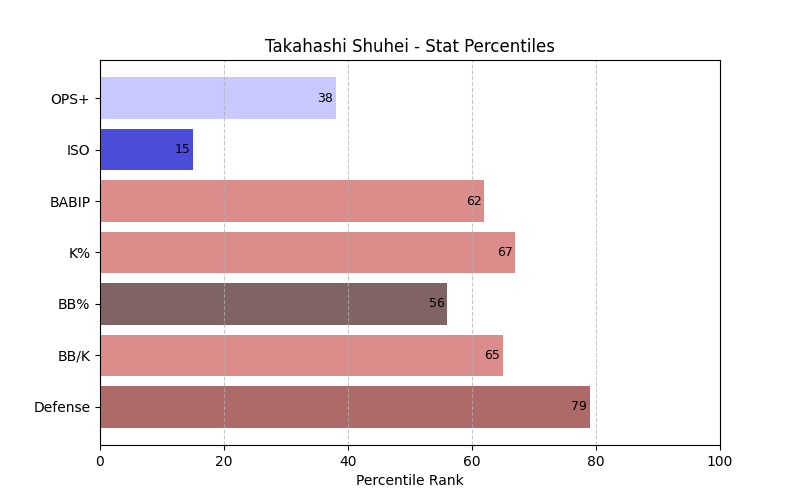 Takahashi Shuhei - Stat Percentiles
OPS+ 38
ISO 15
BABIP 62
K% 67
BB% 56
BB/K 65
Defense 79
0 20 40 60 80 100
Percentile Rank